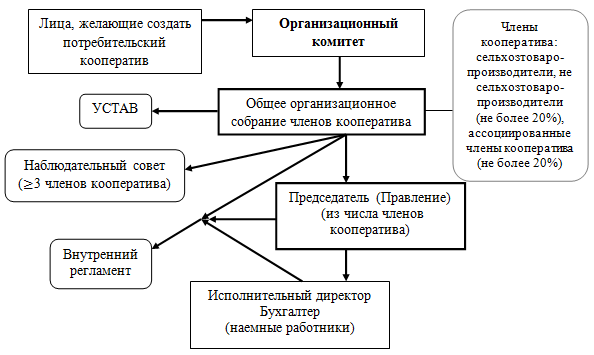 Лица, желающие создать
потребительский
кооператив
Организационный
комитет
Члены
кооператива:
сельхозтоваро-
производители, не
сельхозтоваро-
производители
(не более 20%),
ассоциированные
члены кооператива
(не более 20%)
УСТАВ
Общее организационное
собрание членов кооператива
Наблюдательный совет
(≥3 членов кооператива)
Председатель (Правление)
(из числа членов
кооператива)
Внутренний
регламент
Исполнительный директор
Бухгалтер
(наемные работники)